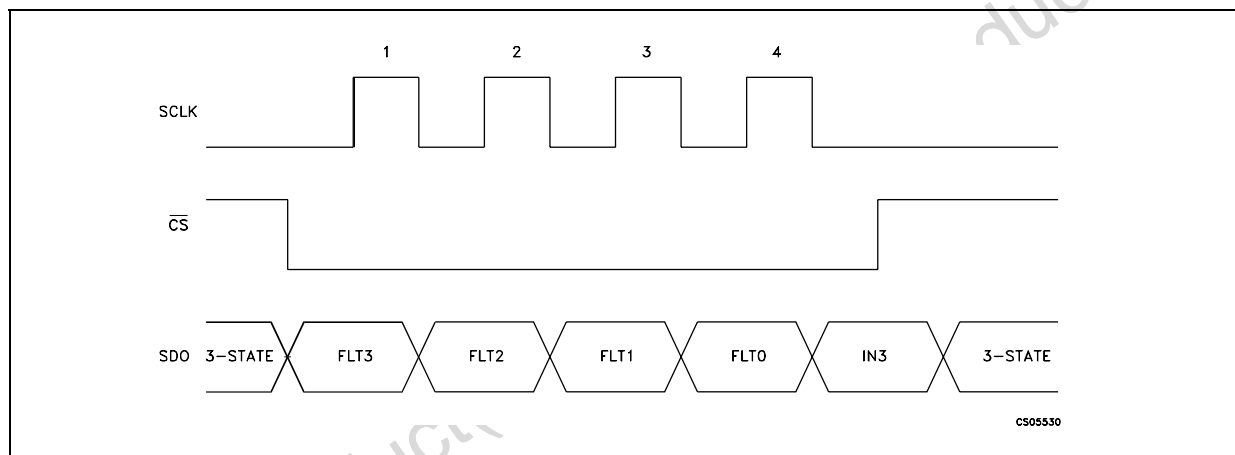 1 2 3 4
SCLK
CS
SDO 3-STATE FLT3 FLT2 FLT1 FLT0 IN3 3-STATE
CS05530